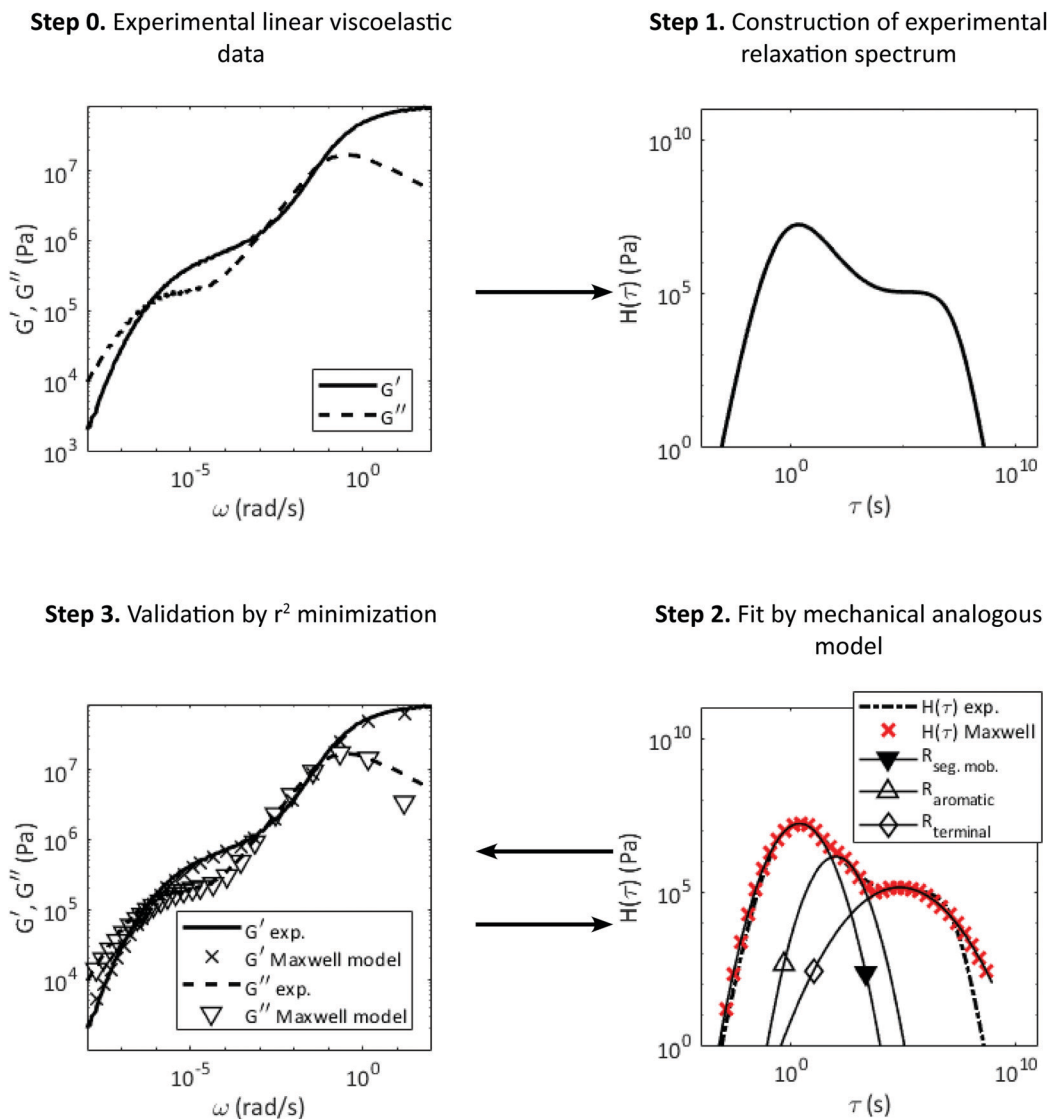 Step 0. Experimental linear viscoelastic
data
10^7
10^6
10^5
10^4
10^3
G′, G″ (Pa)
G′
G″
10^-5
10^0
ω (rad/s)
Step 1. Construction of experimental
relaxation spectrum
10^10
10^5
10^0
H(τ) (Pa)
10^0
10^10
τ (s)
Step 3. Validation by r² minimization
10^7
10^6
10^5
10^4
G′, G″ (Pa)
G′ exp.
G′ Maxwell model
G″ exp.
G″ Maxwell model
10^-5
10^0
ω (rad/s)
Step 2. Fit by mechanical analogous
model
10^10
10^5
10^0
H(τ) (Pa)
H(τ) exp.
H(τ) Maxwell
R_seg. mob.
R_aromatic
R_terminal
10^0
10^10
τ (s)